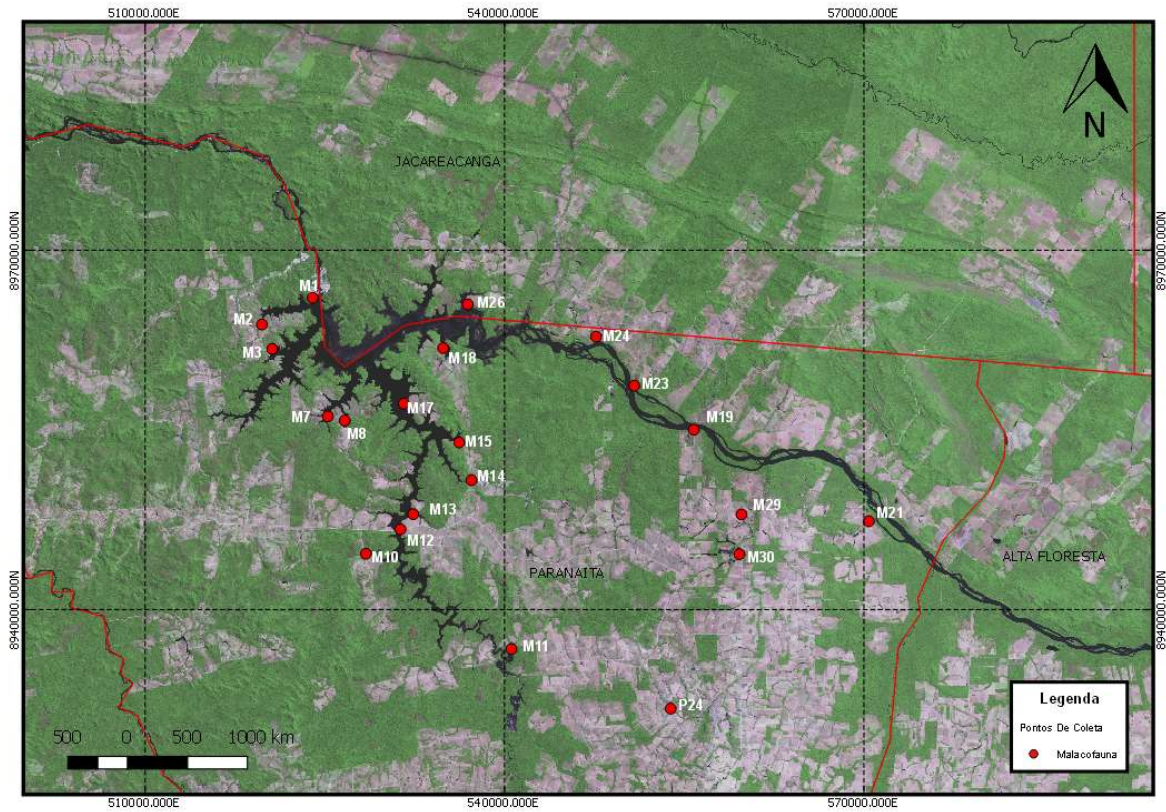 510000.000E
540000.000E
570000.000E
JACAREACANGA
N
8970000.000N
8970000.000N
M1
M26
M2
M24
M3
M18
M23
M17
M19
M7
M8
M15
M14
M13
M29
M21
M12
M10
M30
ALTA FLORESTA
PARANAITA
8940000.000N
8940000.000N
M11
Legenda
P24
Pontos De Coleta
500 0 500 1000 km
Malacofauna
510000.000E
540000.000E
570000.000E